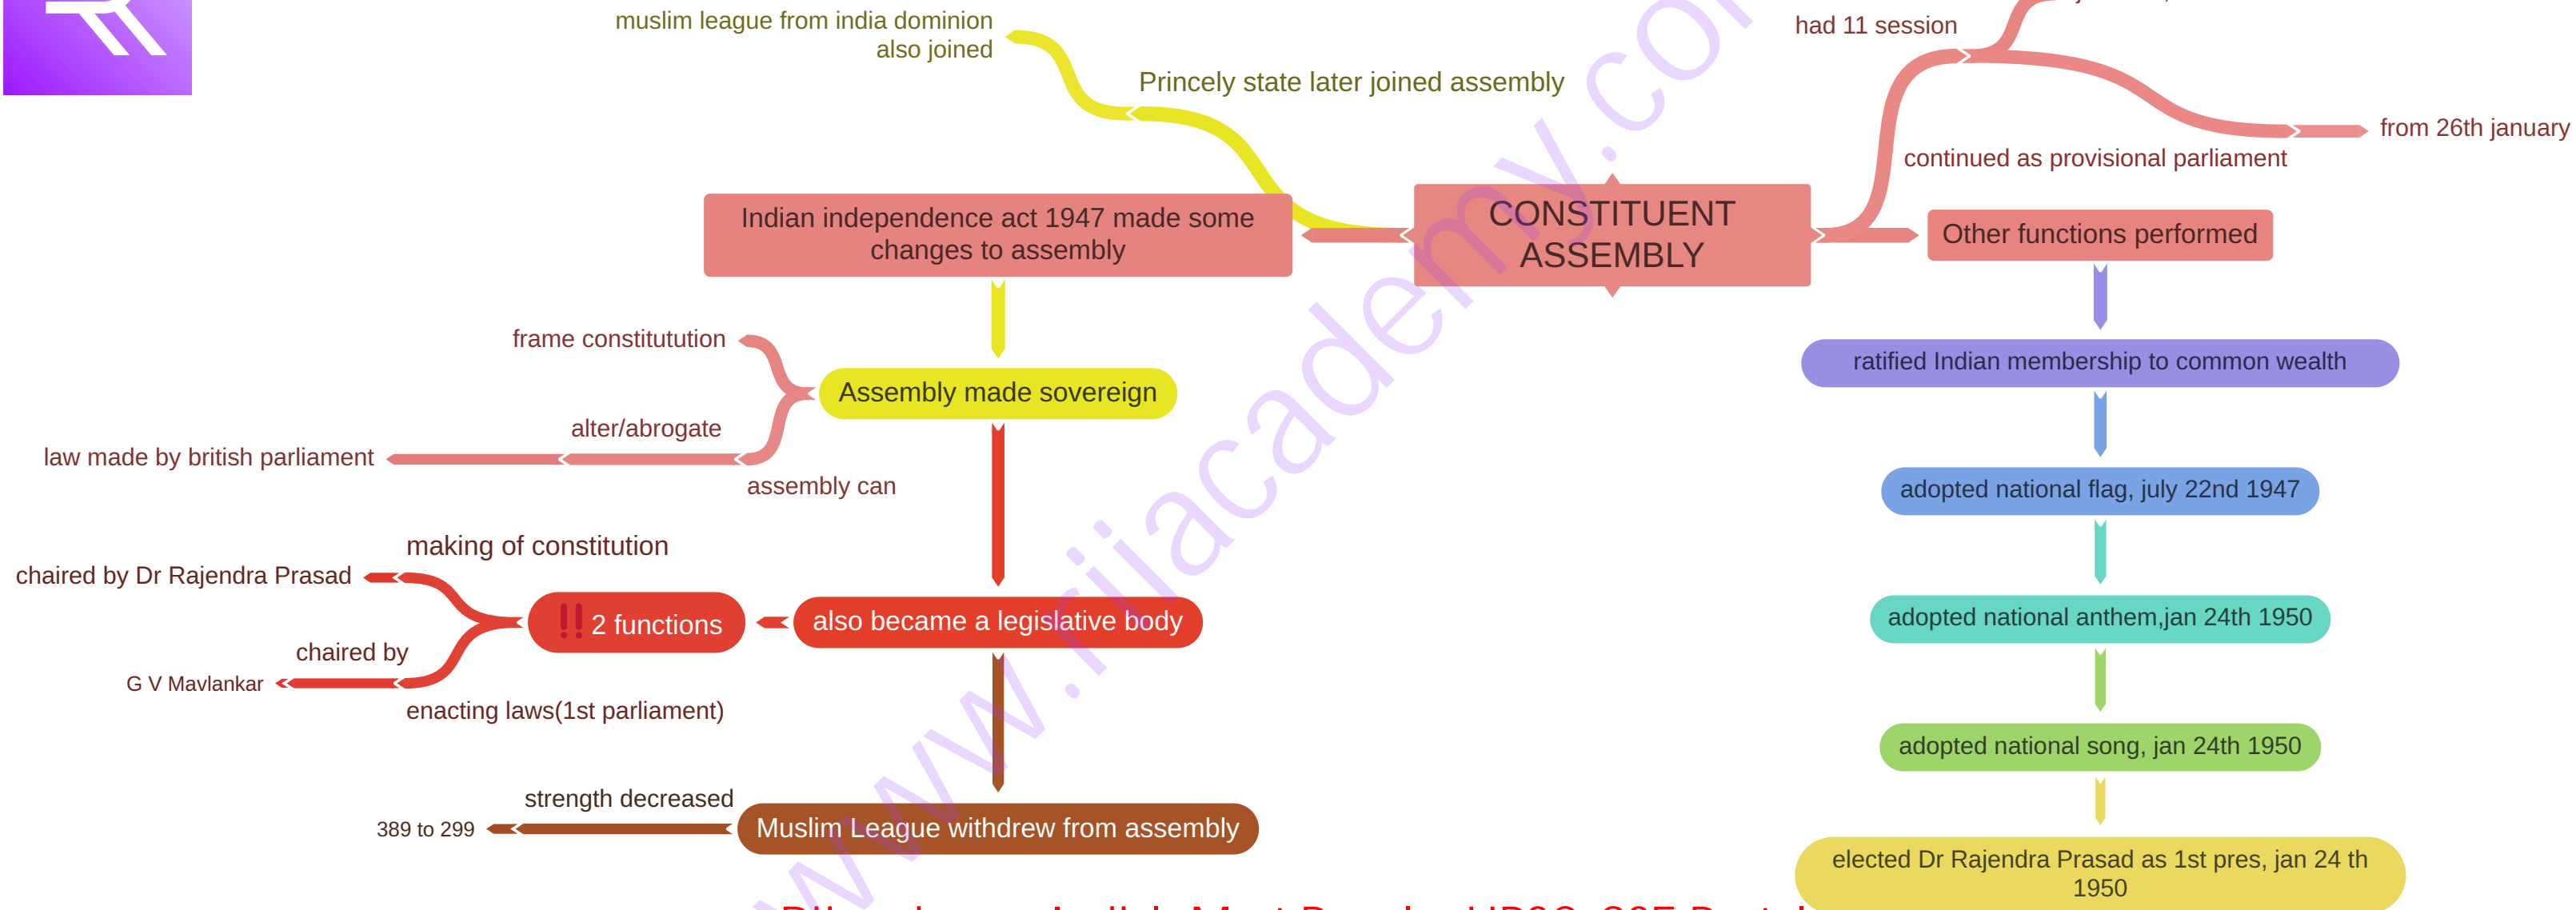 muslim league from india dominion
also joined
Princely state later joined assembly
had 11 session
from 26th january
continued as provisional parliament
CONSTITUENT
ASSEMBLY
Indian independence act 1947 made some
changes to assembly
Other functions performed
frame constitutution
Assembly made sovereign
alter/abrogate
law made by british parliament
assembly can
making of constitution
chaired by Dr Rajendra Prasad
!! 2 functions
also became a legislative body
chaired by
G V Mavlankar
enacting laws(1st parliament)
strength decreased
389 to 299
Muslim League withdrew from assembly
ratified Indian membership to common wealth
adopted national flag, july 22nd 1947
adopted national anthem,jan 24th 1950
adopted national song, jan 24th 1950
elected Dr Rajendra Prasad as 1st pres, jan 24 th
1950